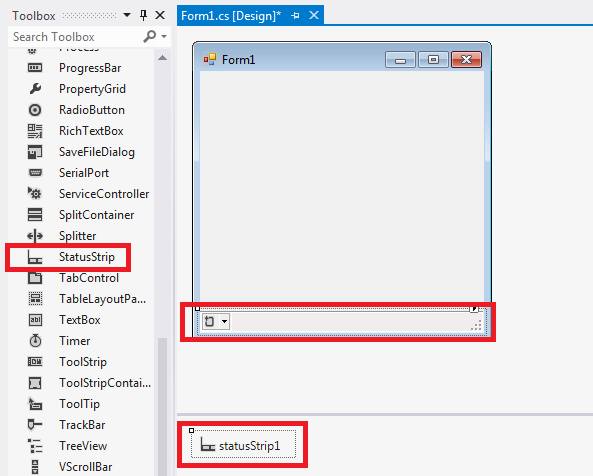 Toolbox
Search Toolbox
Process
ProgressBar
PropertyGrid
RadioButton
RichTextBox
SaveFileDialog
SerialPort
ServiceController
SplitContainer
Splitter
StatusStrip
TabControl
TableLayoutPa...
TextBox
Timer
ToolStrip
ToolStripContai...
ToolTip
TrackBar
TreeView
VScrollBar
Form1.cs [Design]*
Form1
statusStrip1